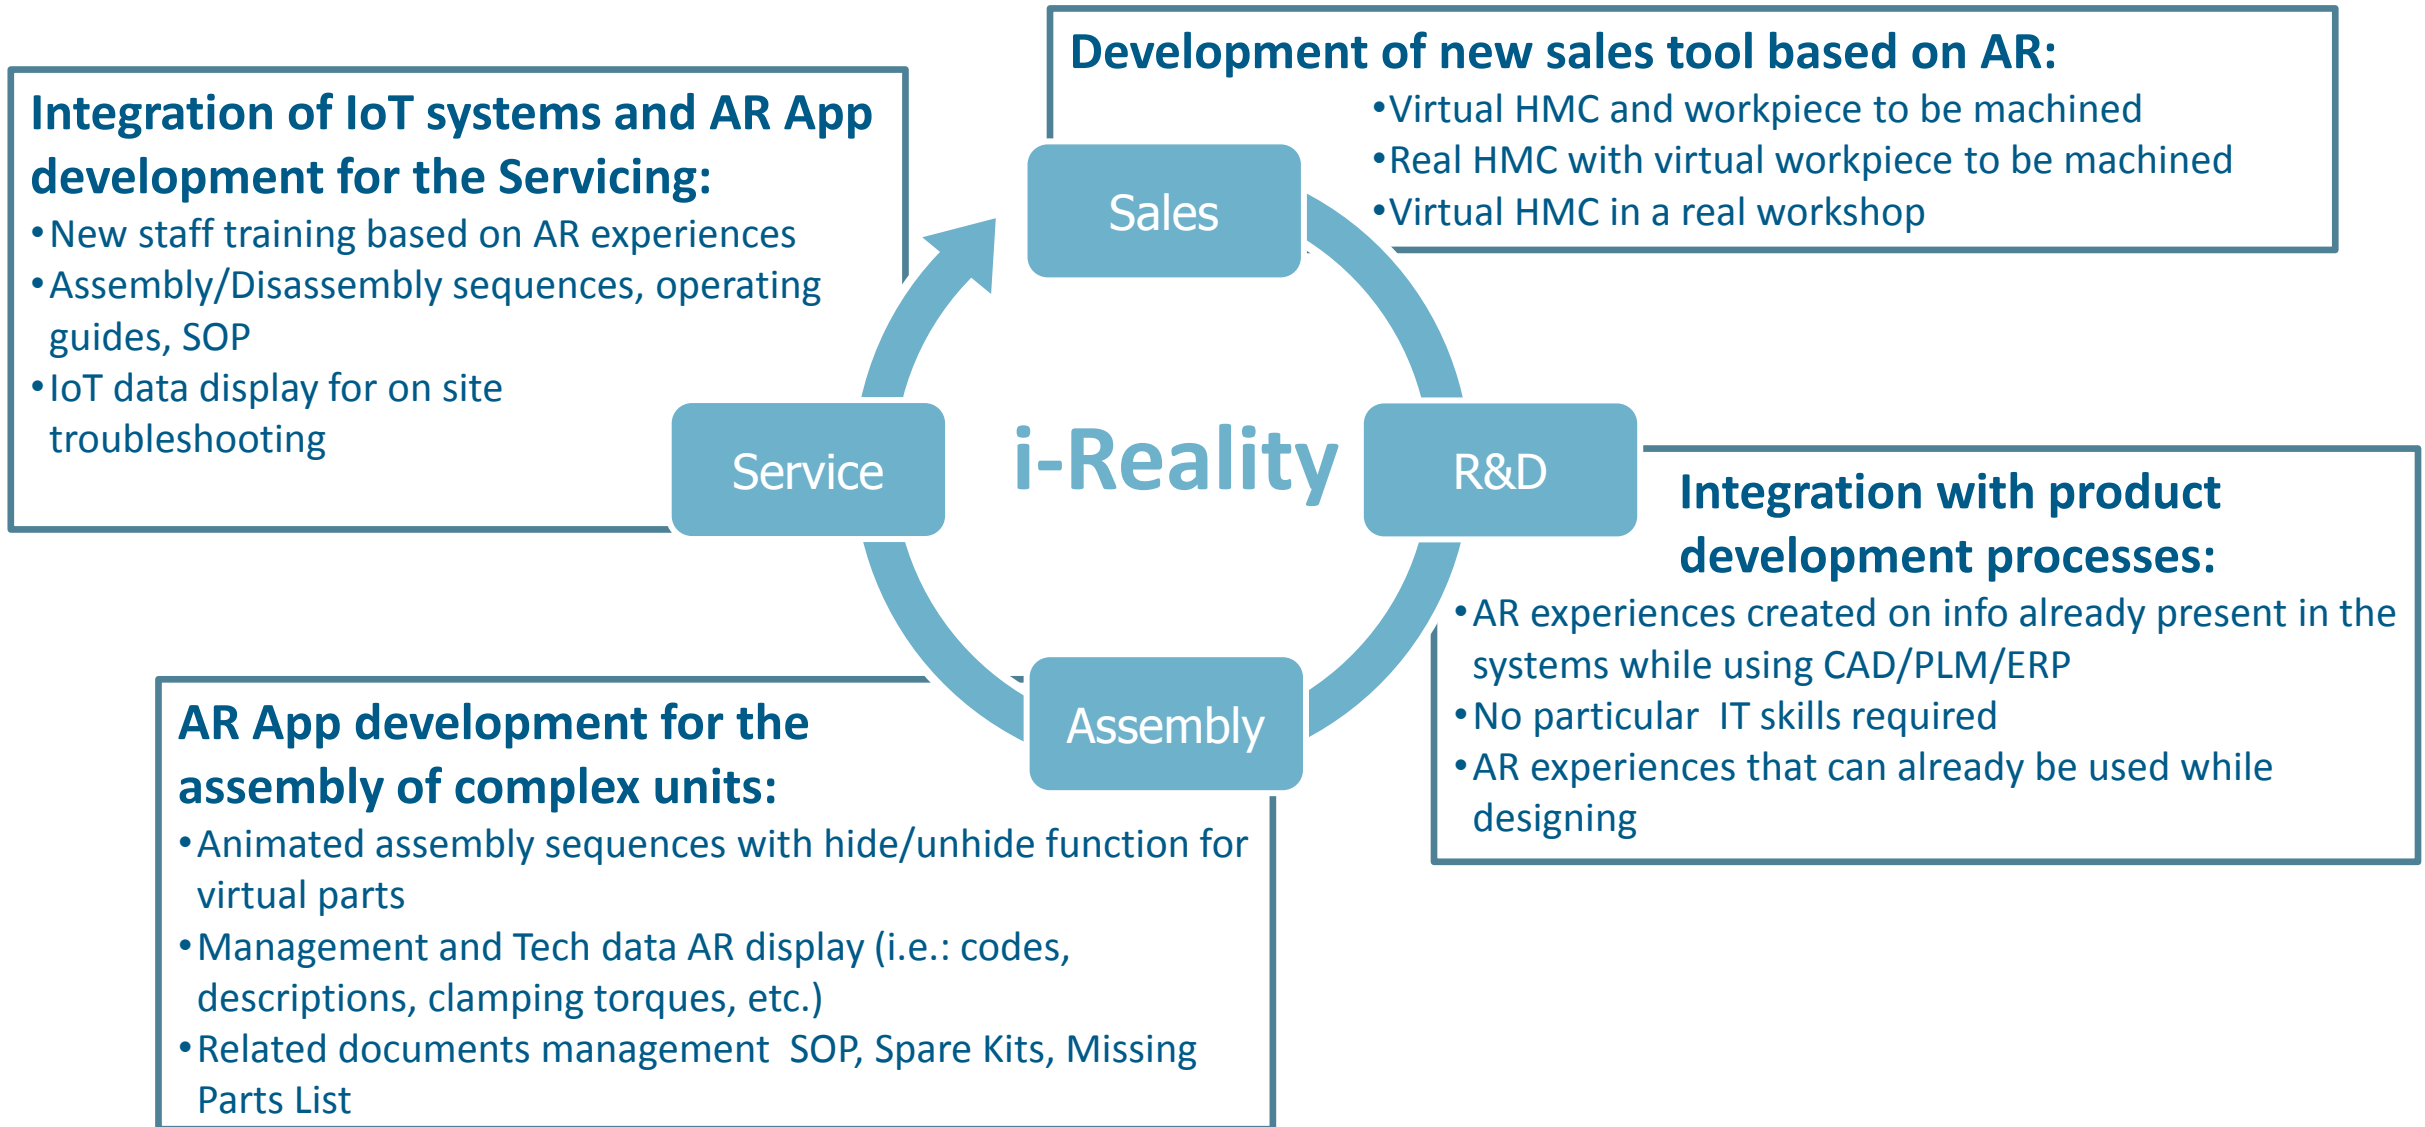 Development of new sales tool based on AR:
•Virtual HMC and workpiece to be machined
•Real HMC with virtual workpiece to be machined
•Virtual HMC in a real workshop
Integration of IoT systems and AR App
development for the Servicing:
•New staff training based on AR experiences
•Assembly/Disassembly sequences, operating
guides, SOP
•IoT data display for on site
troubleshooting
Sales
Service
i-Reality
R&D
Assembly
Integration with product
development processes:
•AR experiences created on info already present in the
systems while using CAD/PLM/ERP
•No particular  IT skills required
•AR experiences that can already be used while
designing
AR App development for the
assembly of complex units:
•Animated assembly sequences with hide/unhide function for
virtual parts
•Management and Tech data AR display (i.e.: codes,
descriptions, clamping torques, etc.)
•Related documents management  SOP, Spare Kits, Missing
Parts List